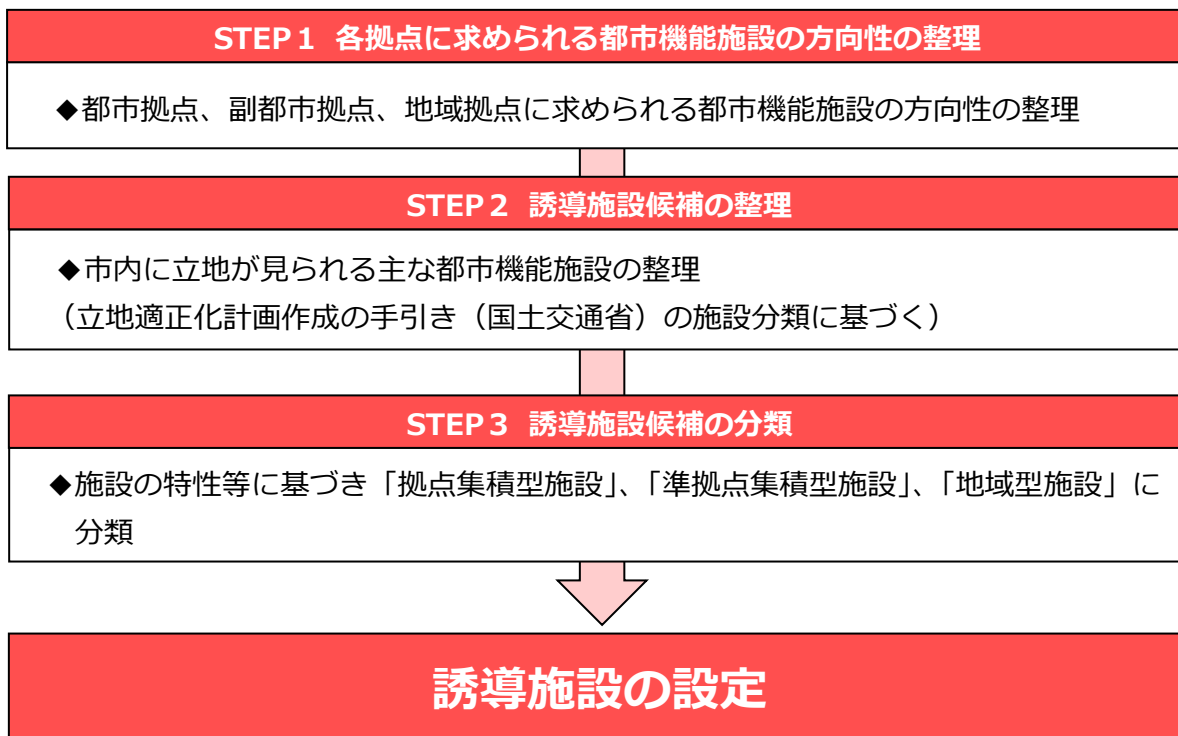 STEP１ 各拠点に求められる都市機能施設の方向性の整理
◆都市拠点、副都市拠点、地域拠点に求められる都市機能施設の方向性の整理
STEP２ 誘導施設候補の整理
◆市内に立地が見られる主な都市機能施設の整理
（立地適正化計画作成の手引き（国土交通省）の施設分類に基づく）
STEP３ 誘導施設候補の分類
◆施設の特性等に基づき「拠点集積型施設」、「準拠点集積型施設」、「地域型施設」に
分類
誘導施設の設定